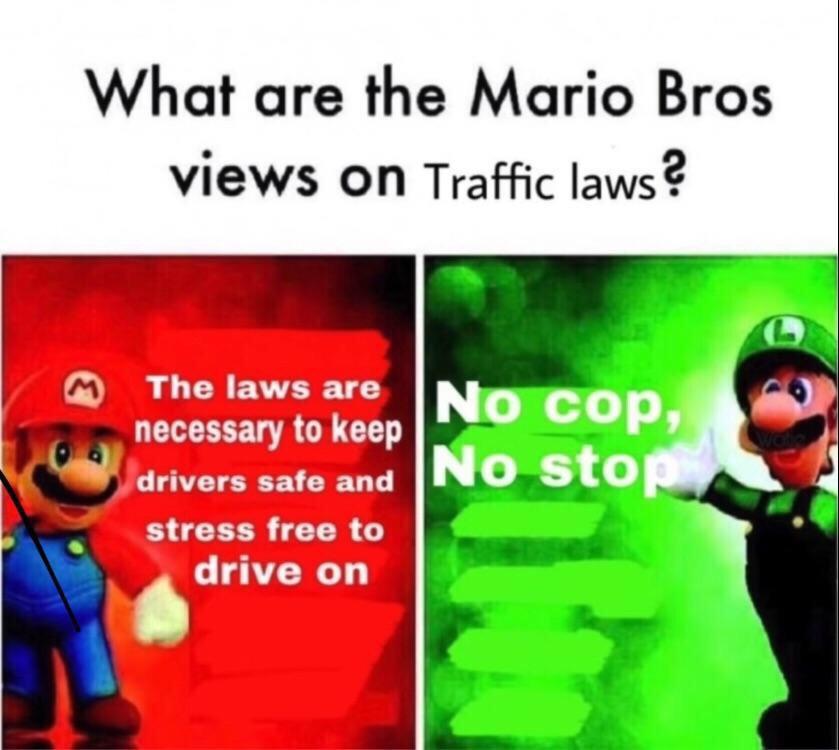 What are the Mario Bros
views on Traffic laws?
M
The laws are
necessary to keep
drivers safe and
stress free to
drive on
L
No cop,
No stop